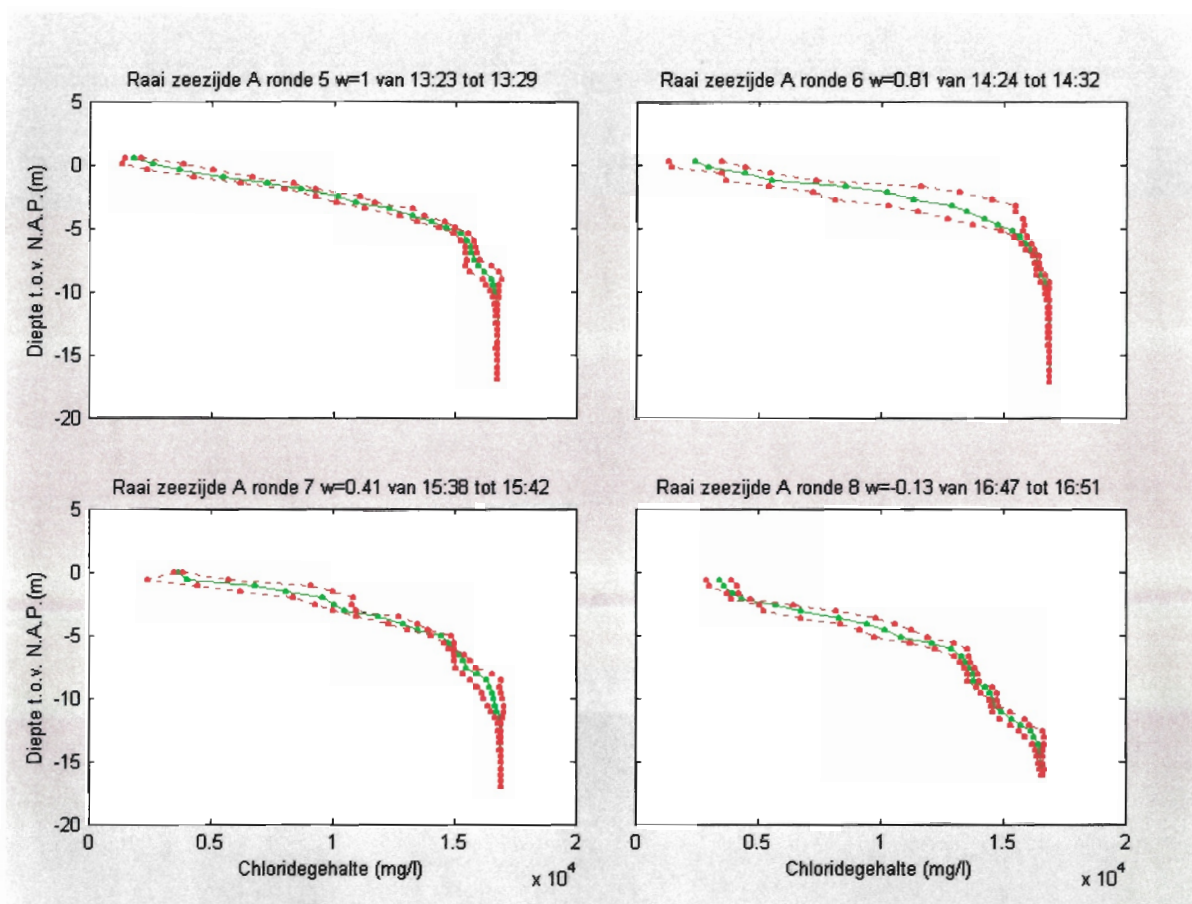 Raai zeezijde A ronde 5 w=1 van 13:23 tot 13:29
5
0
-5
-10
-15
-20
Diepte t.o.v. N.A.P.(m)
Raai zeezijde A ronde 6 w=0.81 van 14:24 tot 14:32
Raai zeezijde A ronde 7 w=0.41 van 15:38 tot 15:42
5
0
-5
-10
-15
-20
Diepte t.o.v. N.A.P.(m)
0
0.5
1
1.5
2
Chloridegehalte (mg/l)
x 10^4
Raai zeezijde A ronde 8 w=-0.13 van 16:47 tot 16:51
0
0.5
1
1.5
2
Chloridegehalte (mg/l)
x 10^4